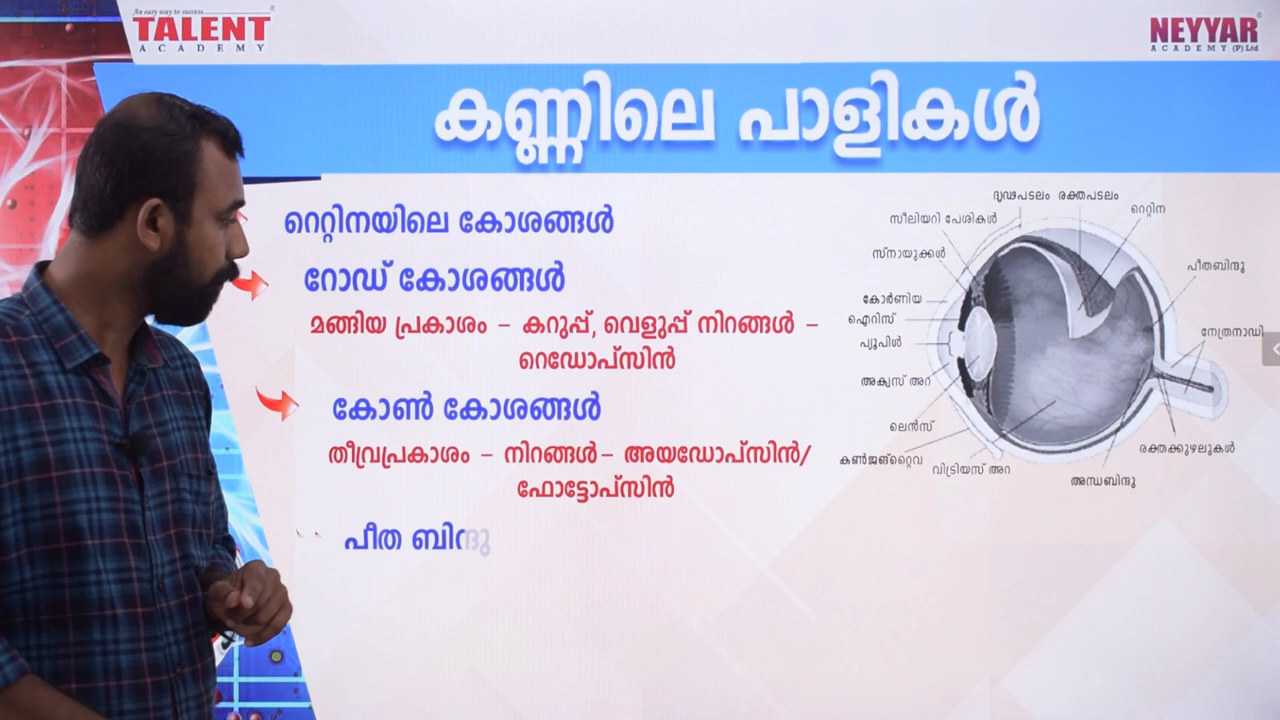 An easy way to success.........
TALENT
ACADEMY
NEYYAR
ACADEMY (P) Ltd
കണ്ണിലെ പാളികൾ
റെറ്റിനയിലെ കോശങ്ങൾ
റോഡ് കോശങ്ങൾ
മങ്ങിയ പ്രകാശം – കറുപ്പ്, വെളുപ്പ് നിറങ്ങൾ –
റെഡോപ്സിൻ
കോൺ കോശങ്ങൾ
തീവ്രപ്രകാശം – നിറങ്ങൾ – അയഡോപ്സിൻ/
ഫോട്ടോപ്സിൻ
പീത ബിന്ദു
ദൃഢപടലം രക്തപടലം
റെറ്റിന
സീലിയറി പേശികൾ
സ്നായുക്കൾ
പീതബിന്ദു
കോർണിയ
ഐറിസ്
നേത്രനാഡി
പ്യൂപിൾ
അക്വസ് അറ
ലെൻസ്
രക്തക്കുഴലുകൾ
കൺജങ്റ്റൈവ
വിട്രിയസ് അറ
അന്ധബിന്ദു